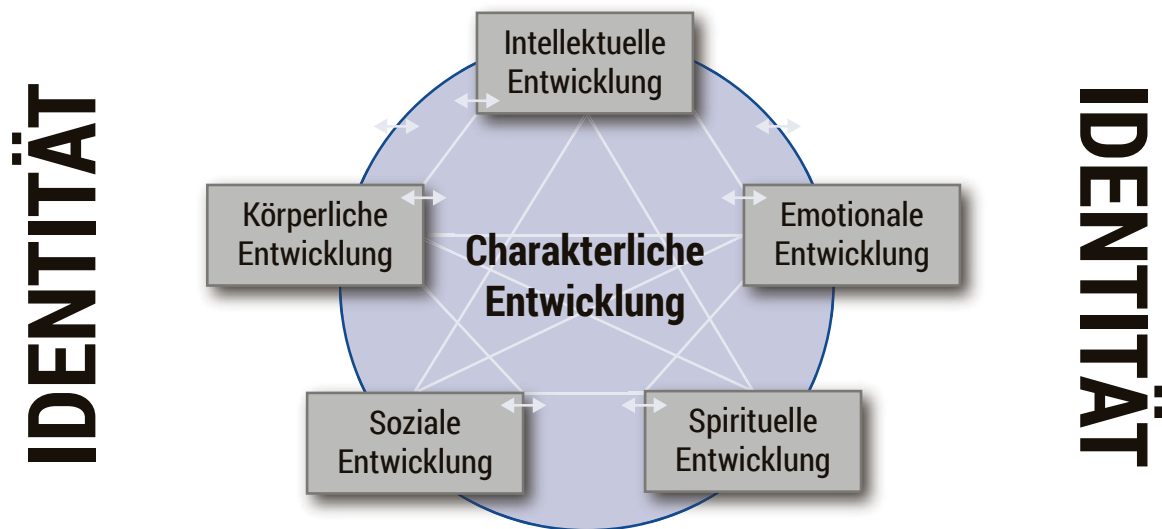 IDENTITÄT
Intellektuelle
Entwicklung
Körperliche
Entwicklung
Charakterliche
Entwicklung
Emotionale
Entwicklung
Soziale
Entwicklung
Spirituelle
Entwicklung
IDENTITÄT